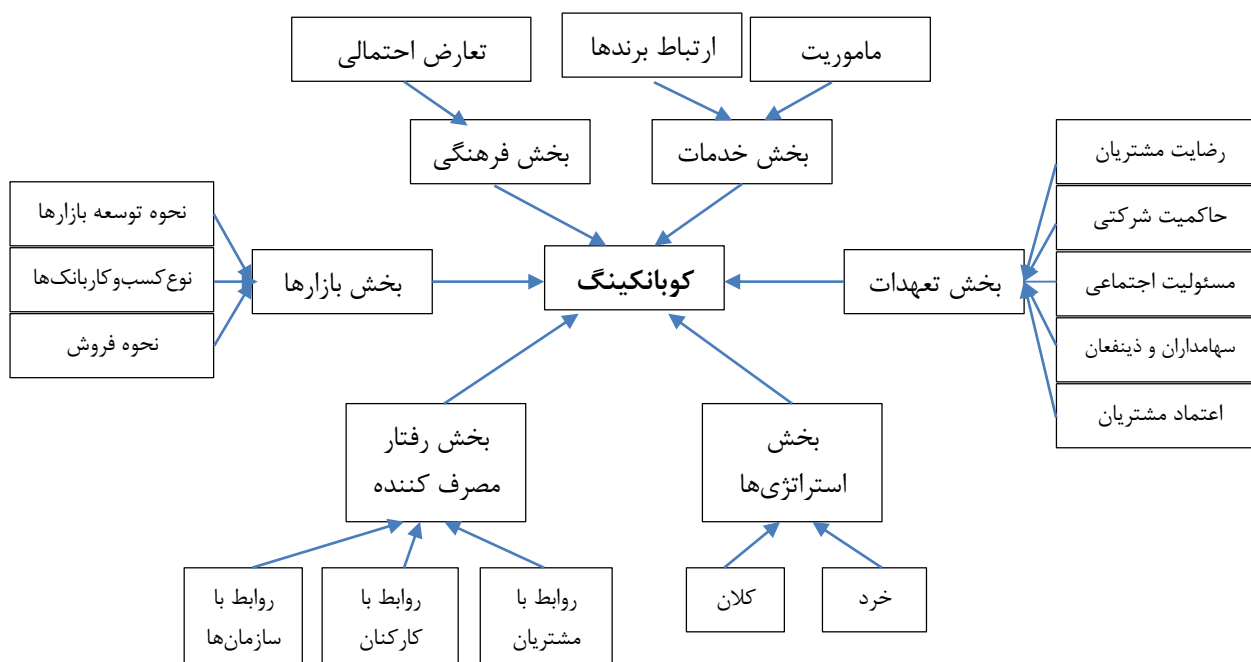 ماموریت
ارتباط برندها
تعارض احتمالی
بخش خدمات
بخش فرهنگی
رضایت مشتریان
حاکمیت شرکتی
مسئولیت اجتماعی
سهامداران و ذینفعان
اعتماد مشتریان
بخش تعهدات
کوبانکینگ
بخش بازارها
نحوه توسعه بازارها
نوع‌کسب‌وکاربانک‌ها
نحوه فروش
بخش
استراتژی‌ها
بخش رفتار
مصرف کننده
خرد
کلان
روابط با
مشتریان
روابط با
کارکنان
روابط با
سازمان‌ها